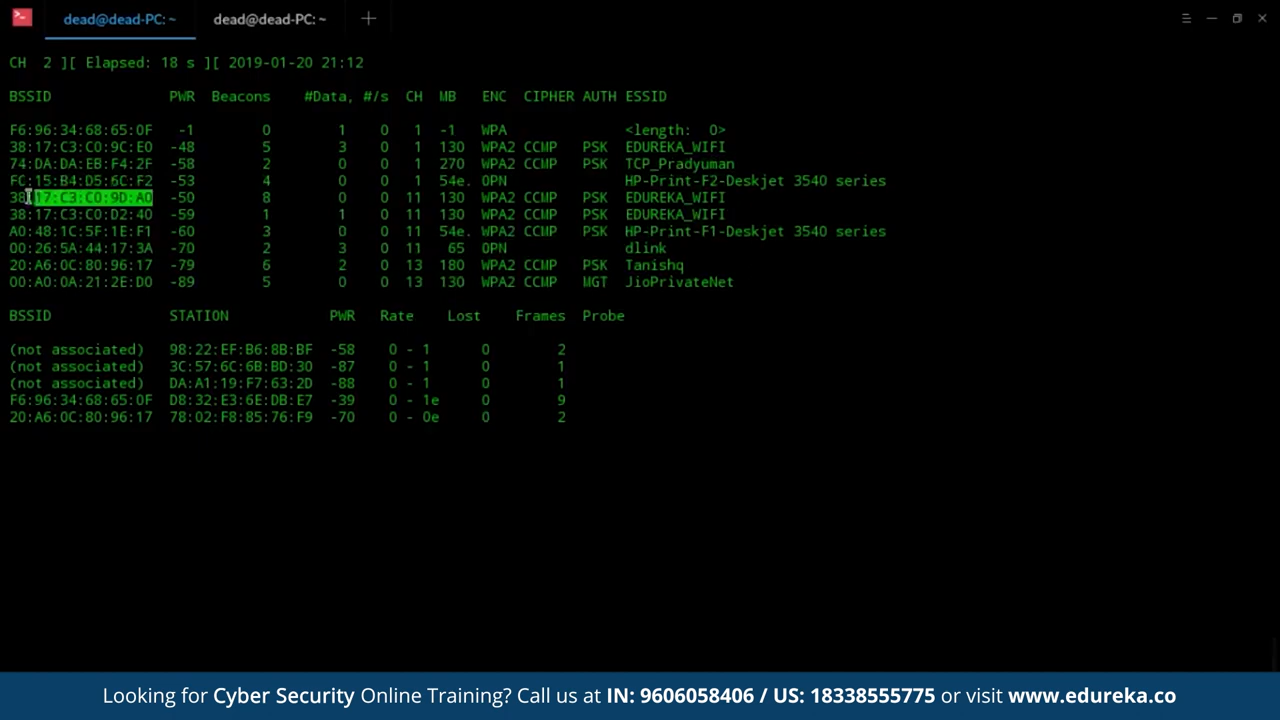 dead@dead-PC: ~ dead@dead-PC: ~
CH 2 ][ Elapsed: 18 s ][ 2019-01-20 21:12
BSSID PWR Beacons #Data, #/s CH MB ENC CIPHER AUTH ESSID
F6:96:34:68:65:0F -1 0 1 0 1 -1 WPA <length: 0>
38:17:C3:C0:9C:E0 -48 5 3 0 1 130 WPA2 CCMP PSK EDUREKA_WIFI
74:DA:DA:EB:F4:2F -58 2 0 0 1 270 WPA2 CCMP PSK TCP_Pradyuman
FC:15:B4:D5:6C:F2 -53 4 0 0 1 54e. OPN HP-Print-F2-Deskjet 3540 series
38:17:C3:C0:9D:A0 -50 8 0 0 11 130 WPA2 CCMP PSK EDUREKA_WIFI
38:17:C3:C0:D2:40 -59 1 1 0 11 130 WPA2 CCMP PSK EDUREKA_WIFI
A0:48:1C:5F:1E:F1 -60 3 0 0 11 54e. WPA2 CCMP PSK HP-Print-F1-Deskjet 3540 series
00:26:5A:44:17:3A -70 2 3 0 11 65 OPN dlink
20:A6:0C:80:96:17 -79 6 2 0 13 180 WPA2 CCMP PSK Tanishq
00:A0:0A:21:2E:D0 -89 5 0 0 13 130 WPA2 CCMP MGT JioPrivateNet
BSSID STATION PWR Rate Lost Frames Probe
(not associated) 98:22:EF:B6:8B:BF -58 0 - 1 0 2
(not associated) 3C:57:6C:6B:BD:30 -87 0 - 1 0 1
(not associated) DA:A1:19:F7:63:2D -88 0 - 1 0 1
F6:96:34:68:65:0F D8:32:E3:6E:DB:E7 -39 0 - 1e 0 9
20:A6:0C:80:96:17 78:02:F8:85:76:F9 -70 0 - 0e 0 2
Looking for Cyber Security Online Training? Call us at IN: 9606058406 / US: 18338555775 or visit www.edureka.co